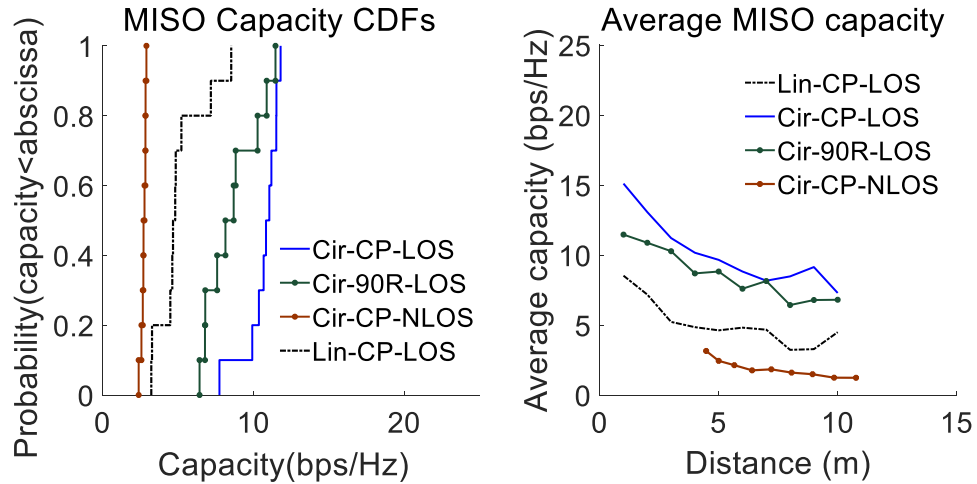 MISO Capacity CDFs
Probability(capacity<abscissa)
1
0.8
0.6
0.4
0.2
0
0
10
20
Capacity(bps/Hz)
Cir-CP-LOS
Cir-90R-LOS
Cir-CP-NLOS
Lin-CP-LOS
Average MISO capacity
Average capacity (bps/Hz)
25
20
15
10
5
0
0
5
10
15
Distance (m)
Lin-CP-LOS
Cir-CP-LOS
Cir-90R-LOS
Cir-CP-NLOS